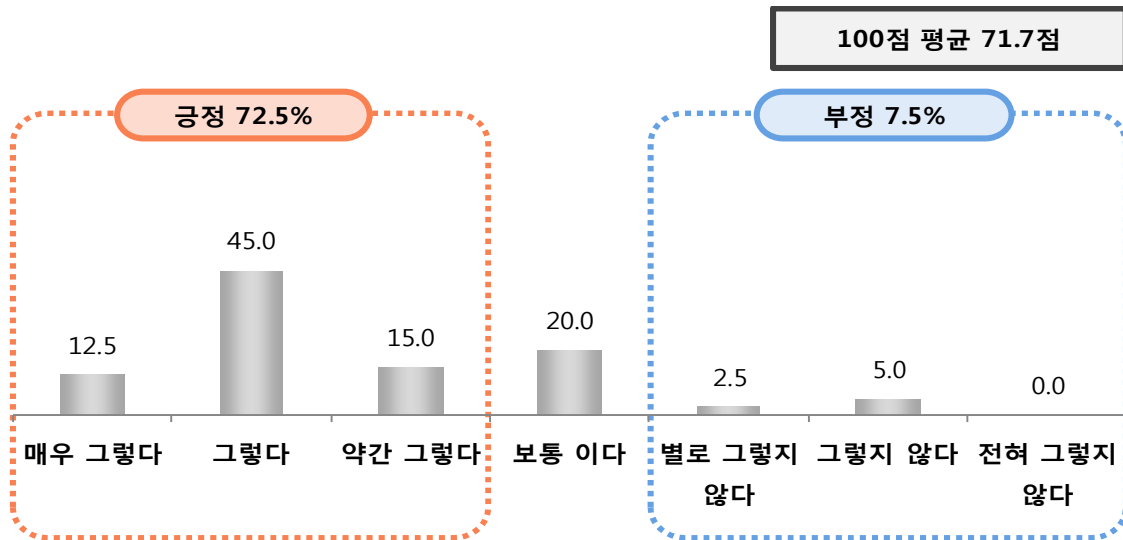 100점 평균 71.7점
긍정 72.5%
부정 7.5%
12.5
45.0
15.0
20.0
2.5
5.0
0.0
매우 그렇다
그렇다
약간 그렇다
보통 이다
별로 그렇지
않다
그렇지 않다
전혀 그렇지
않다